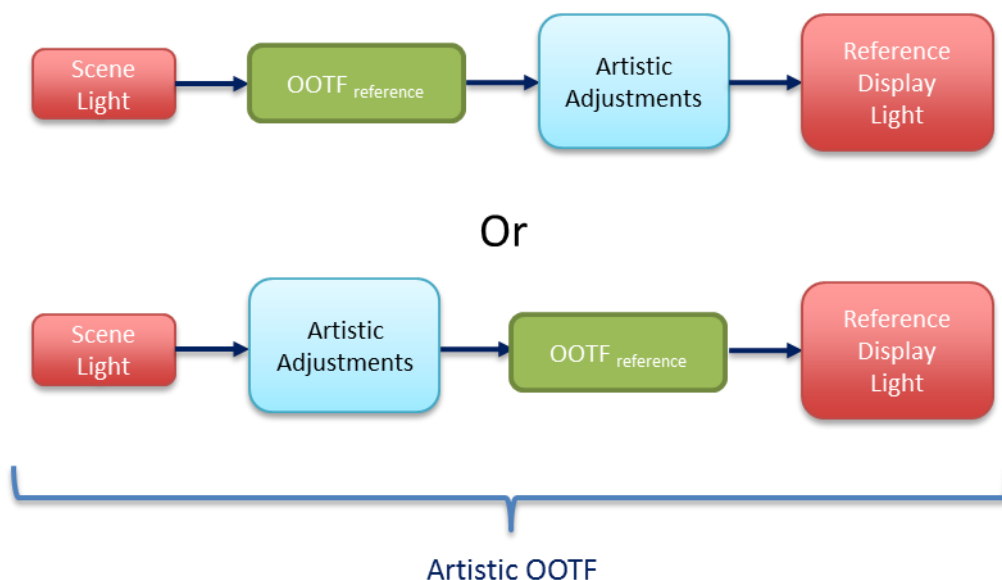 Scene
Light
OOTF reference
Artistic
Adjustments
Reference
Display
Light
Or
Scene
Light
Artistic
Adjustments
OOTF reference
Reference
Display
Light
Artistic OOTF